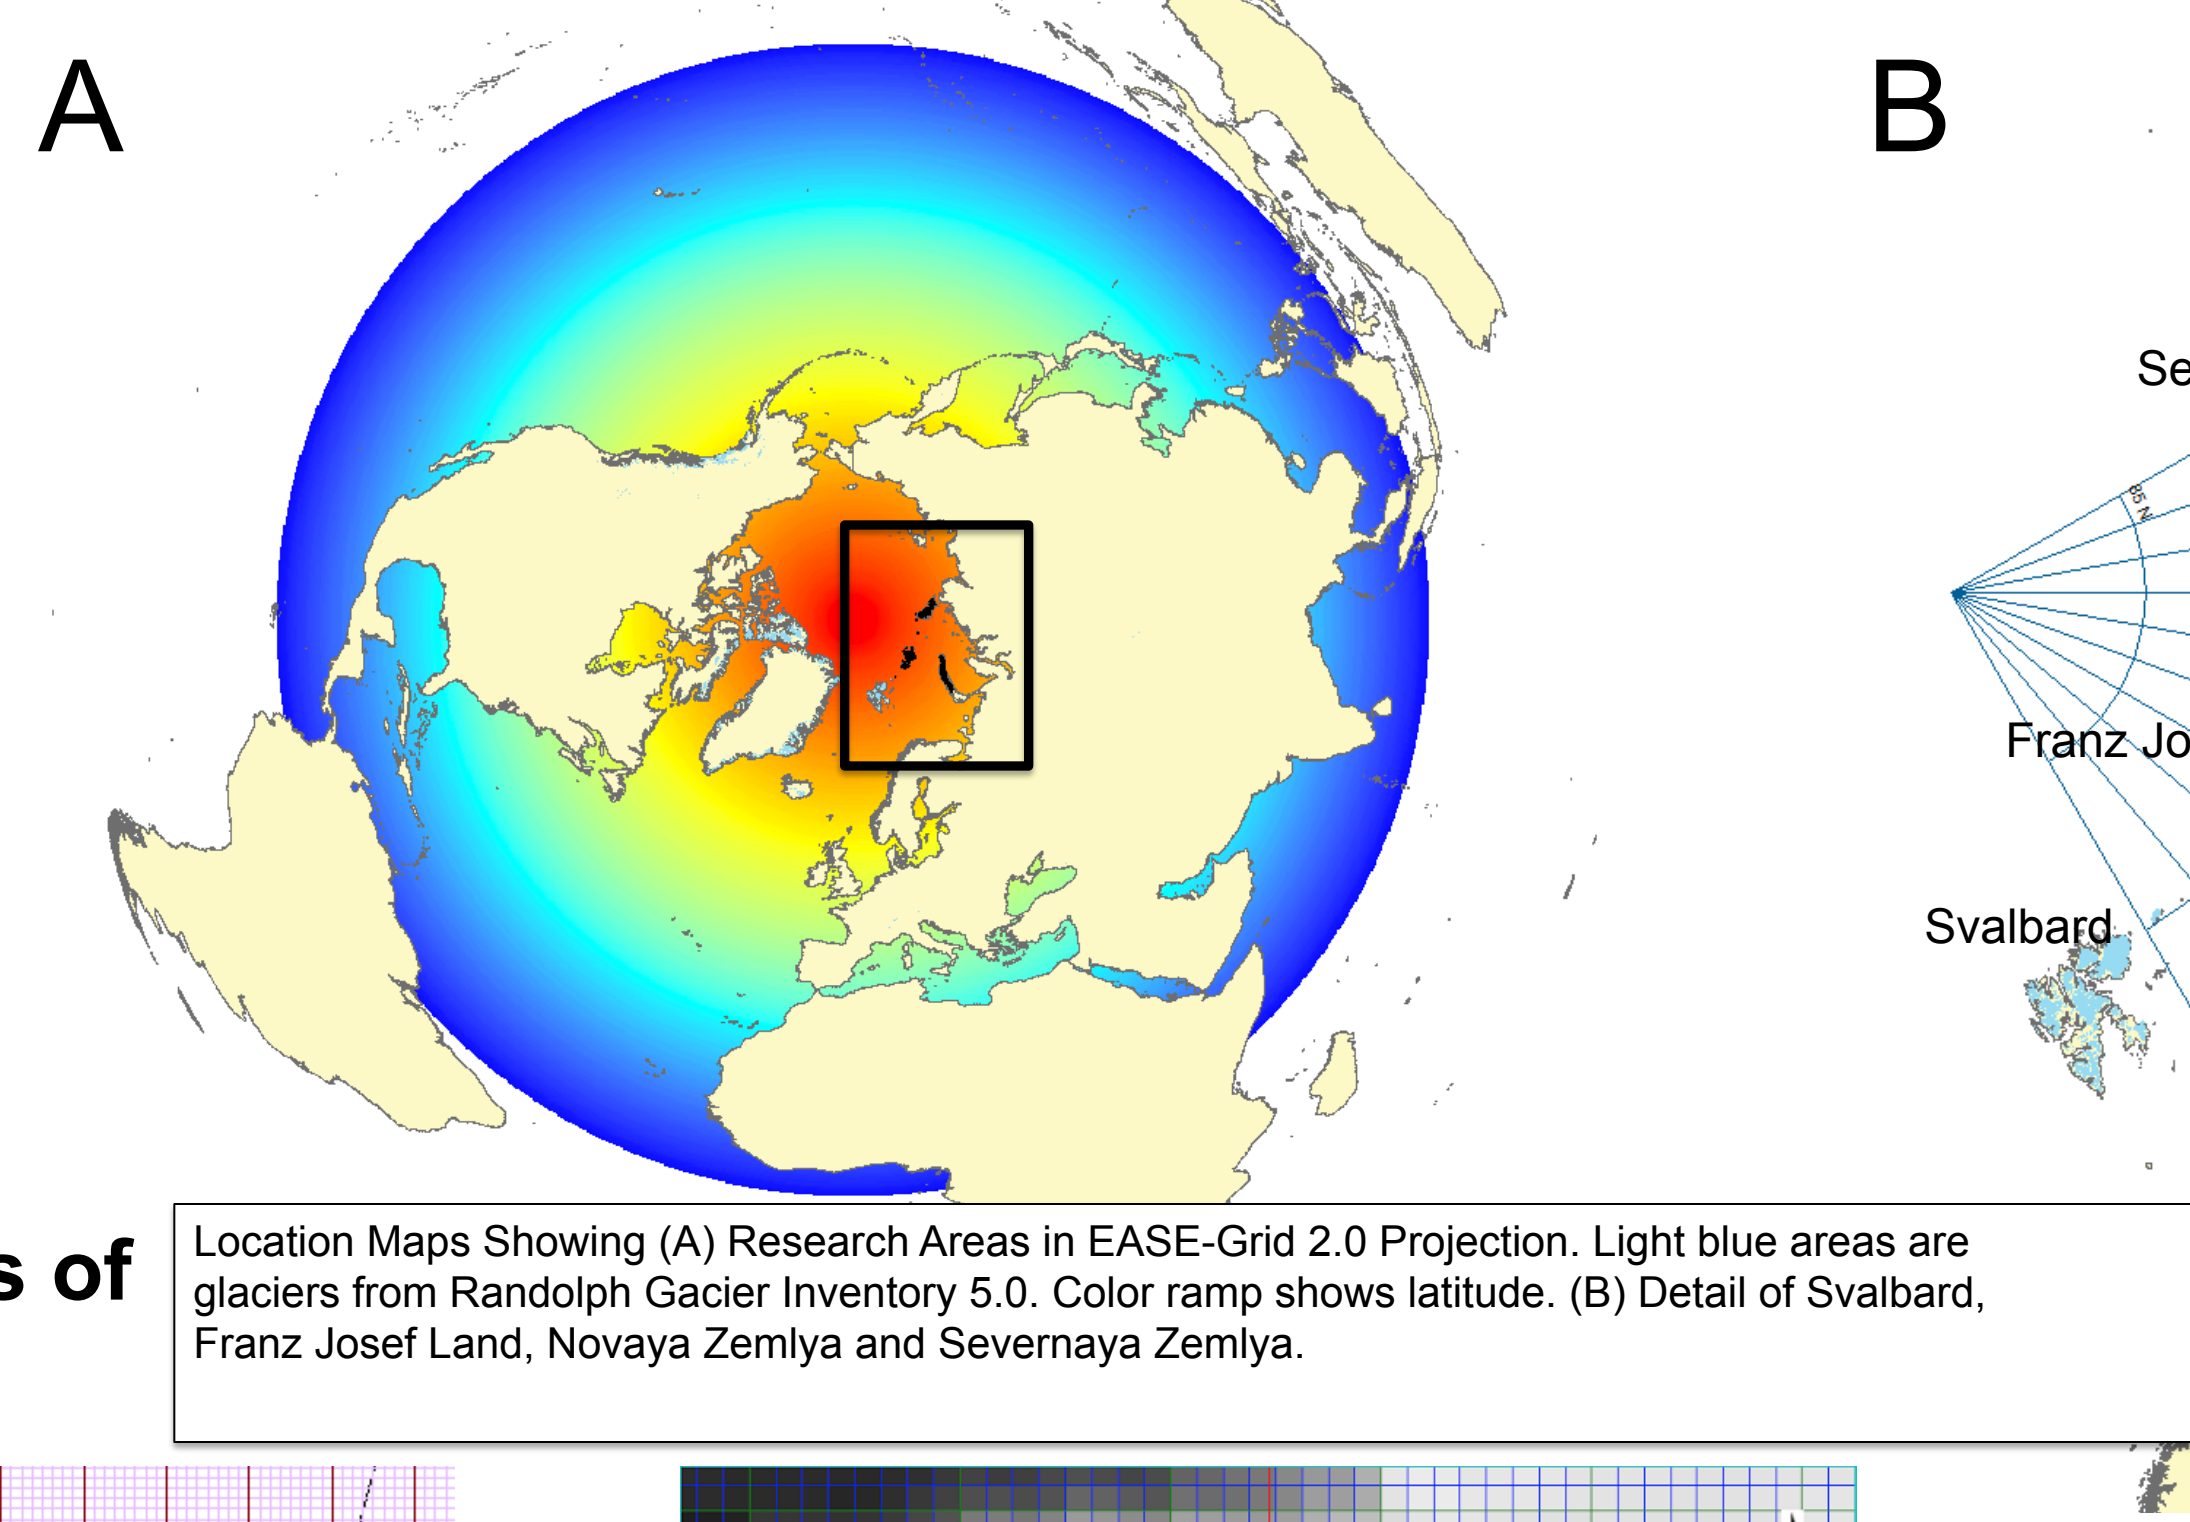 A
B
Se
85 N
Franz Jo
Svalbard
s of
Location Maps Showing (A) Research Areas in EASE-Grid 2.0 Projection. Light blue areas are
glaciers from Randolph Gacier Inventory 5.0. Color ramp shows latitude. (B) Detail of Svalbard,
Franz Josef Land, Novaya Zemlya and Severnaya Zemlya.